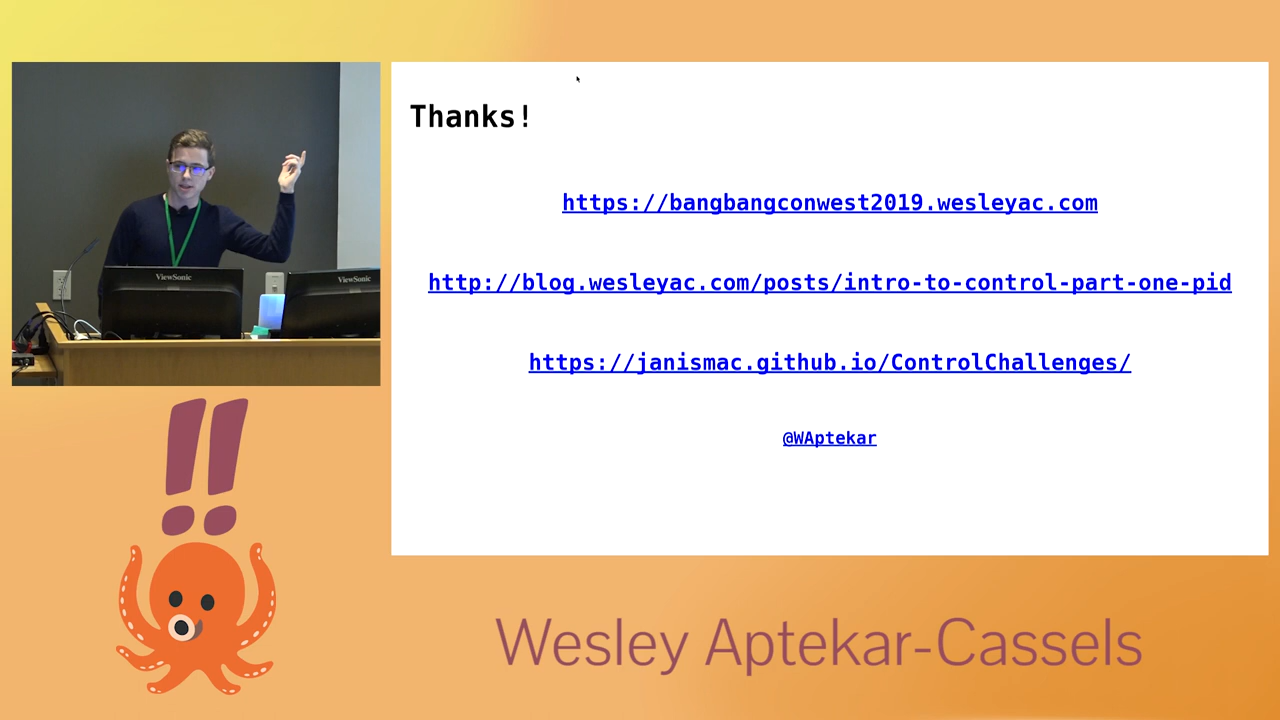 Thanks!
https://bangbangconwest2019.wesleyac.com
http://blog.wesleyac.com/posts/intro-to-control-part-one-pid
https://janismac.github.io/ControlChallenges/
@WAptekar
ViewSonic
ViewSonic
!!
Wesley Aptekar-Cassels